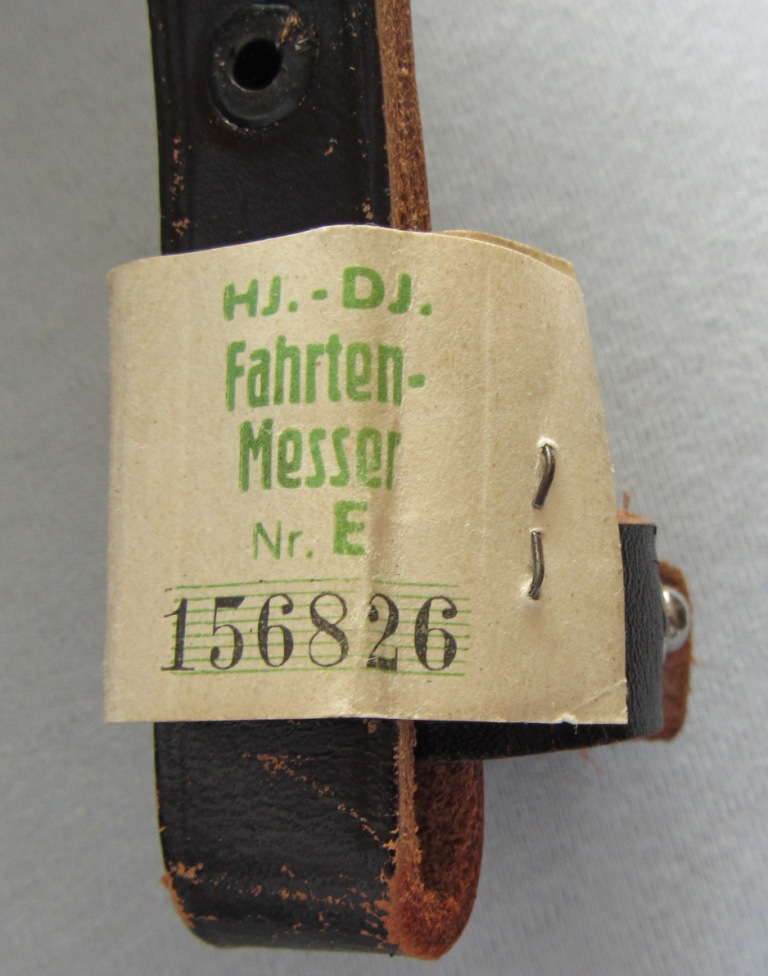 HJ.-DJ.
Fahrten-
Messer
Nr. E
156826